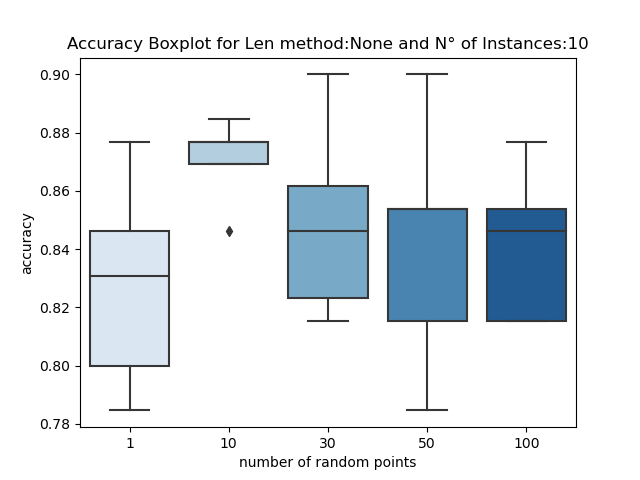 Accuracy Boxplot for Len method:None and N° of Instances:10
0.90
0.88
0.86
0.84
0.82
0.80
0.78
accuracy
1 10 30 50 100
number of random points